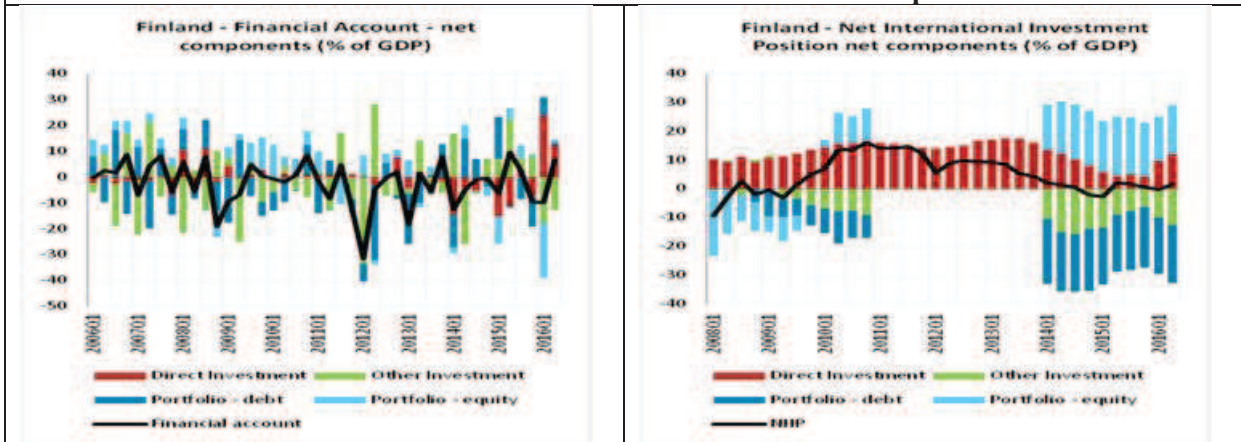 Finland - Financial Account - net
components (% of GDP)
40
30
20
10
0
-10
-20
-30
-40
-50
2006Q1
2007Q1
2008Q1
2009Q1
2010Q1
2011Q1
2012Q1
2013Q1
2014Q1
2015Q1
2016Q1
Direct Investment
Other Investment
Portfolio - debt
Portfolio - equity
Financial account
Finland - Net International Investment
Position net components (% of GDP)
40
30
20
10
0
-10
-20
-30
-40
2008Q1
2009Q1
2010Q1
2011Q1
2012Q1
2013Q1
2014Q1
2015Q1
2016Q1
Direct Investment
Other Investment
Portfolio - debt
Portfolio - equity
NIIP